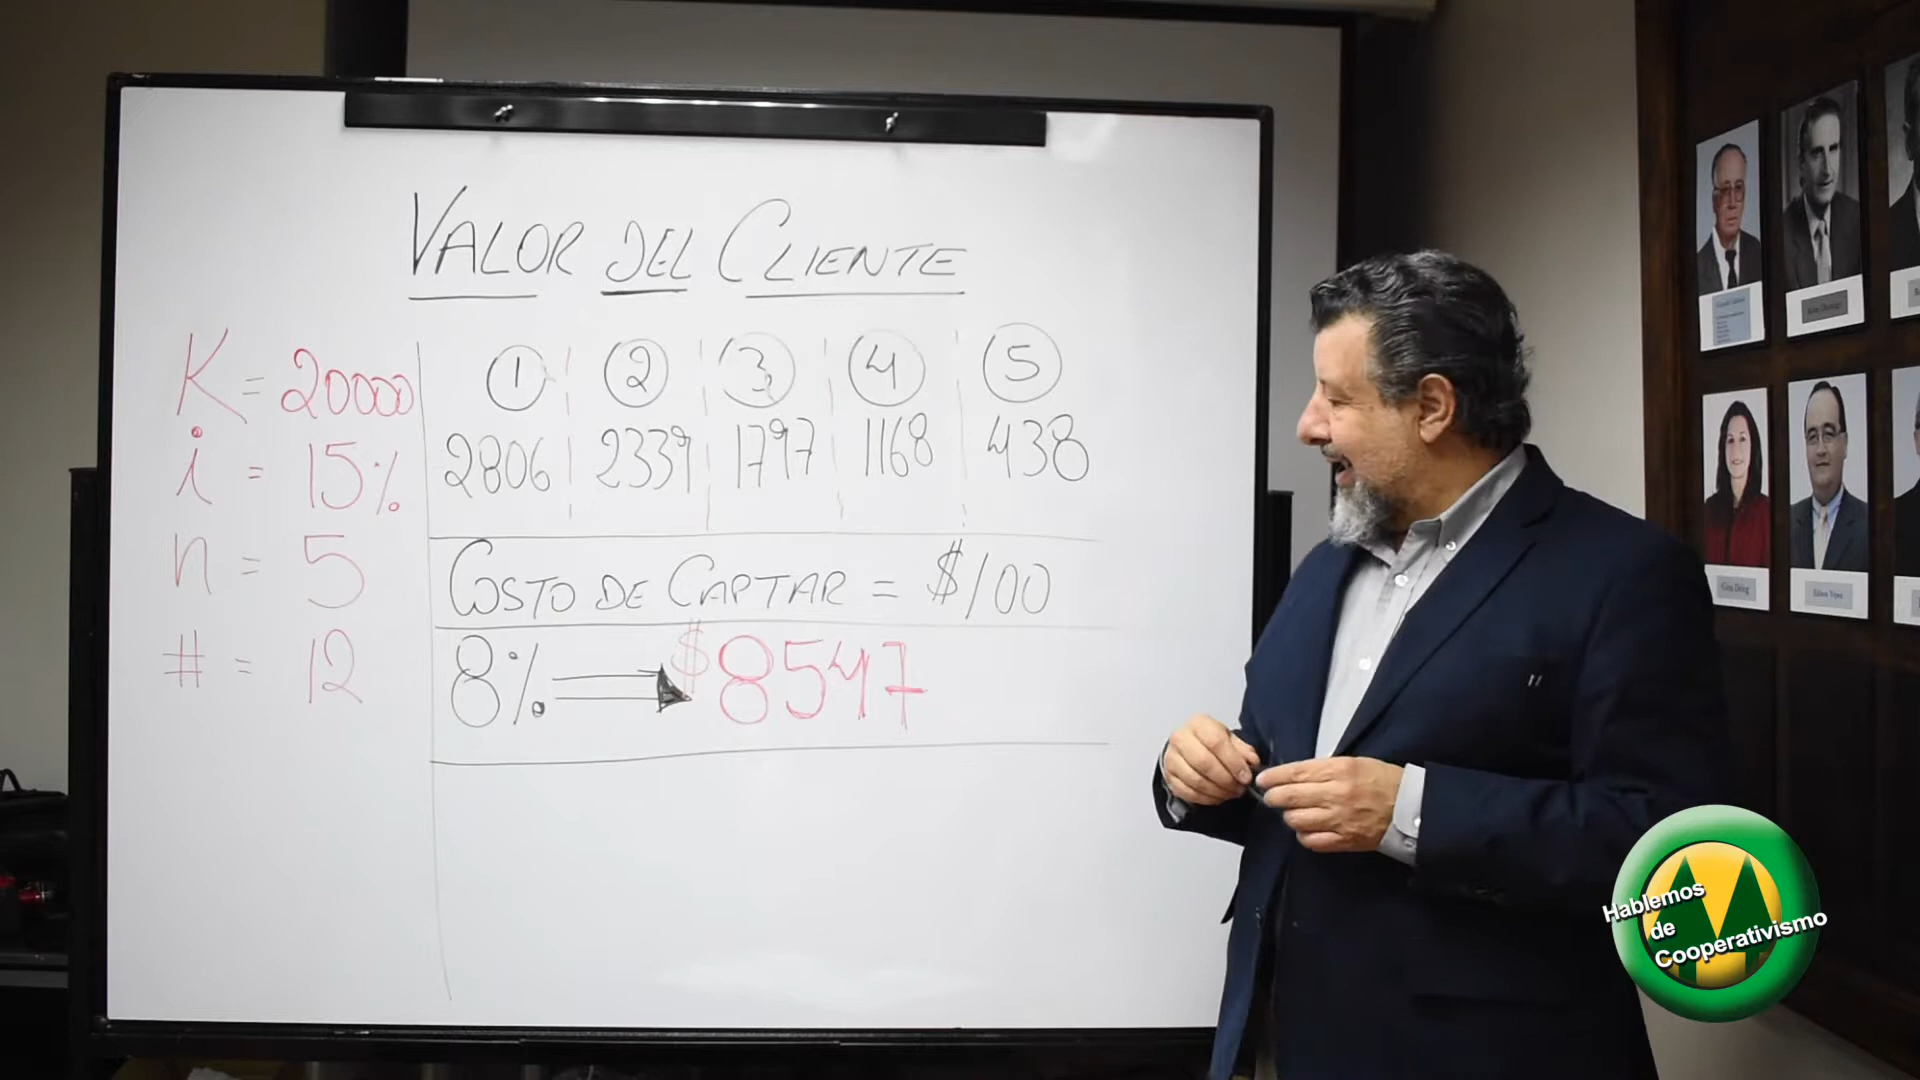 VALOR DEL CLIENTE
K = 20000
i = 15%
n = 5
# = 12
1 2 3 4 5
2806 2339 1797 1168 438
COSTO DE CAPTAR = $100
8% $8547
Hablemos
de
Cooperativismo